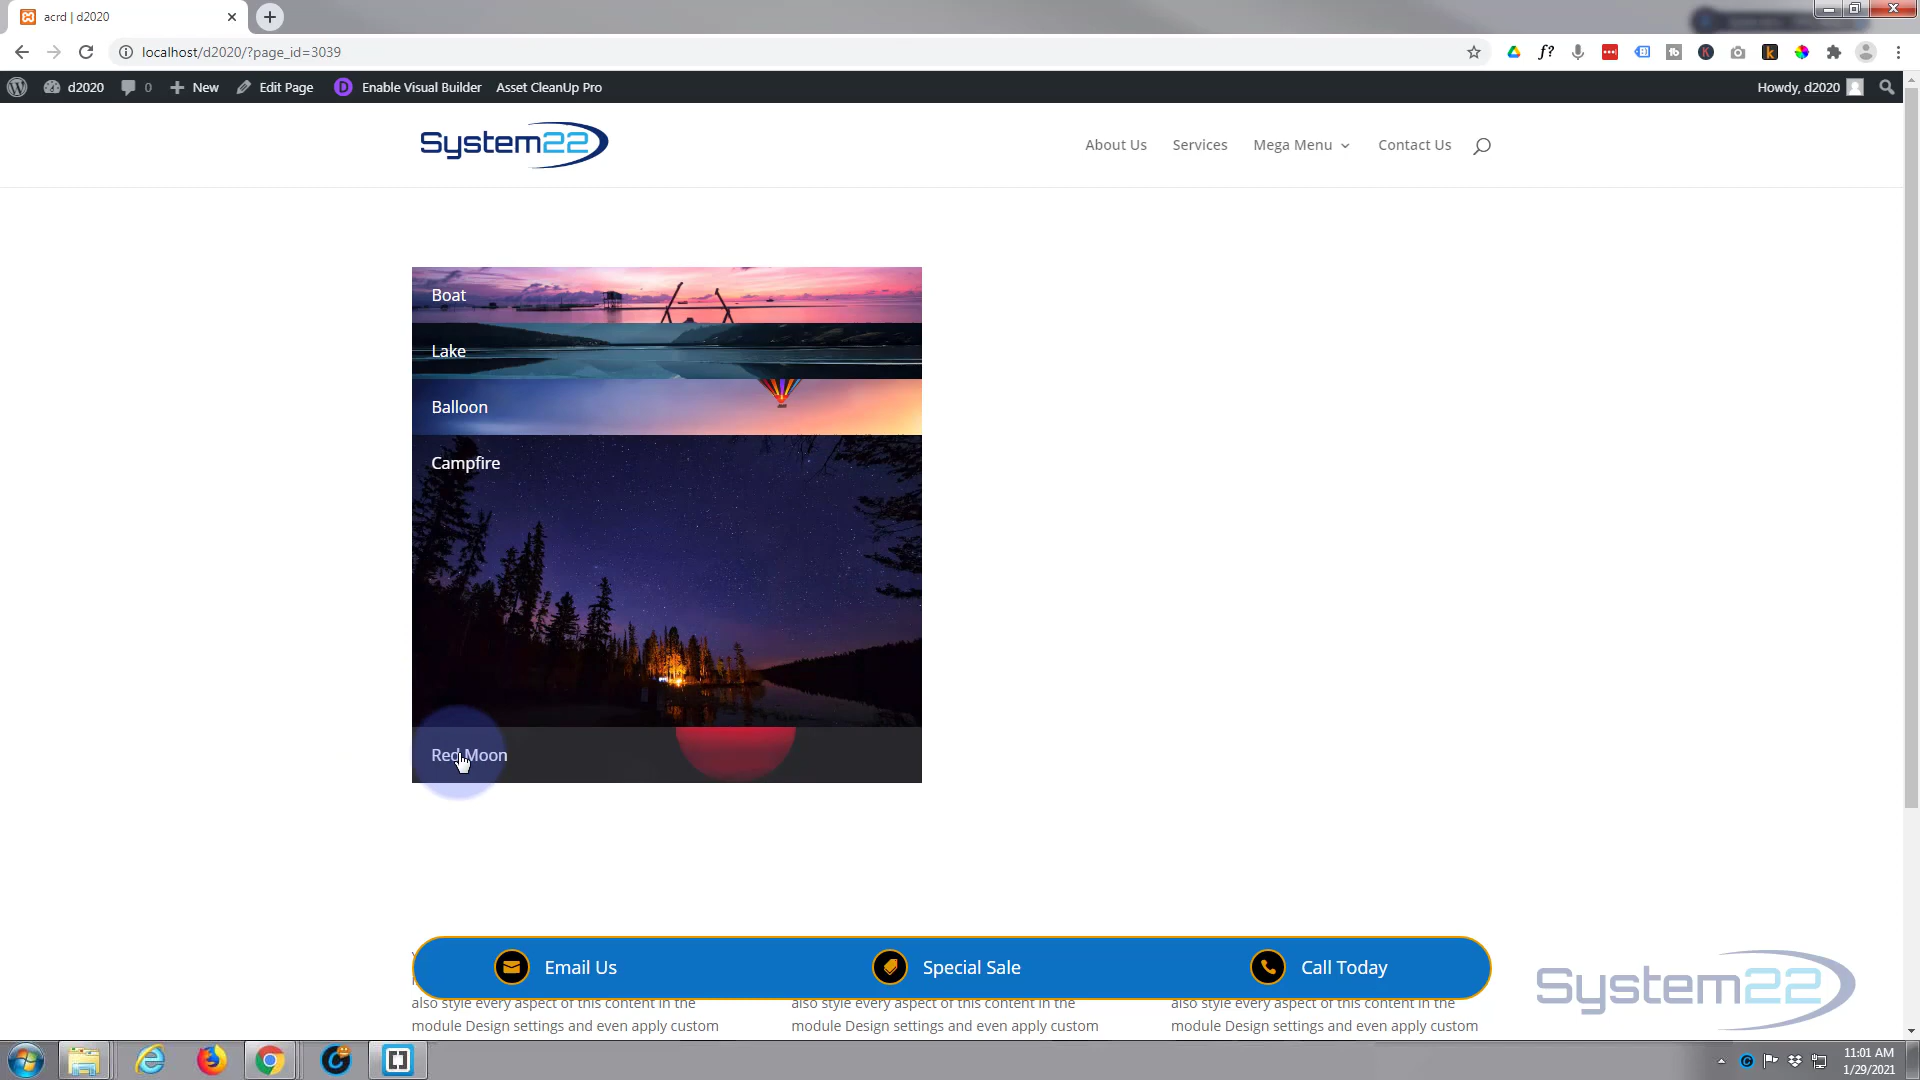 acrd | d2020
localhost/d2020/?page_id=3039
d2020 0 New Edit Page D Enable Visual Builder Asset CleanUp Pro Howdy, d2020
System22 About Us Services Mega Menu Contact Us
Boat
Lake
Balloon
Campfire
Red Moon
Email Us Special Sale Call Today
also style every aspect of this content in the also style every aspect of this content in the also style every aspect of this content in the
module Design settings and even apply custom module Design settings and even apply custom module Design settings and even apply custom
System22
11:01 AM
1/29/2021